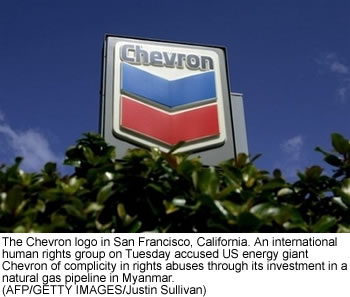 Chevron
The Chevron logo in San Francisco, California. An international
human rights group on Tuesday accused US energy giant
Chevron of complicity in rights abuses through its investment in a
natural gas pipeline in Myanmar.
(AFP/GETTY IMAGES/Justin Sullivan)